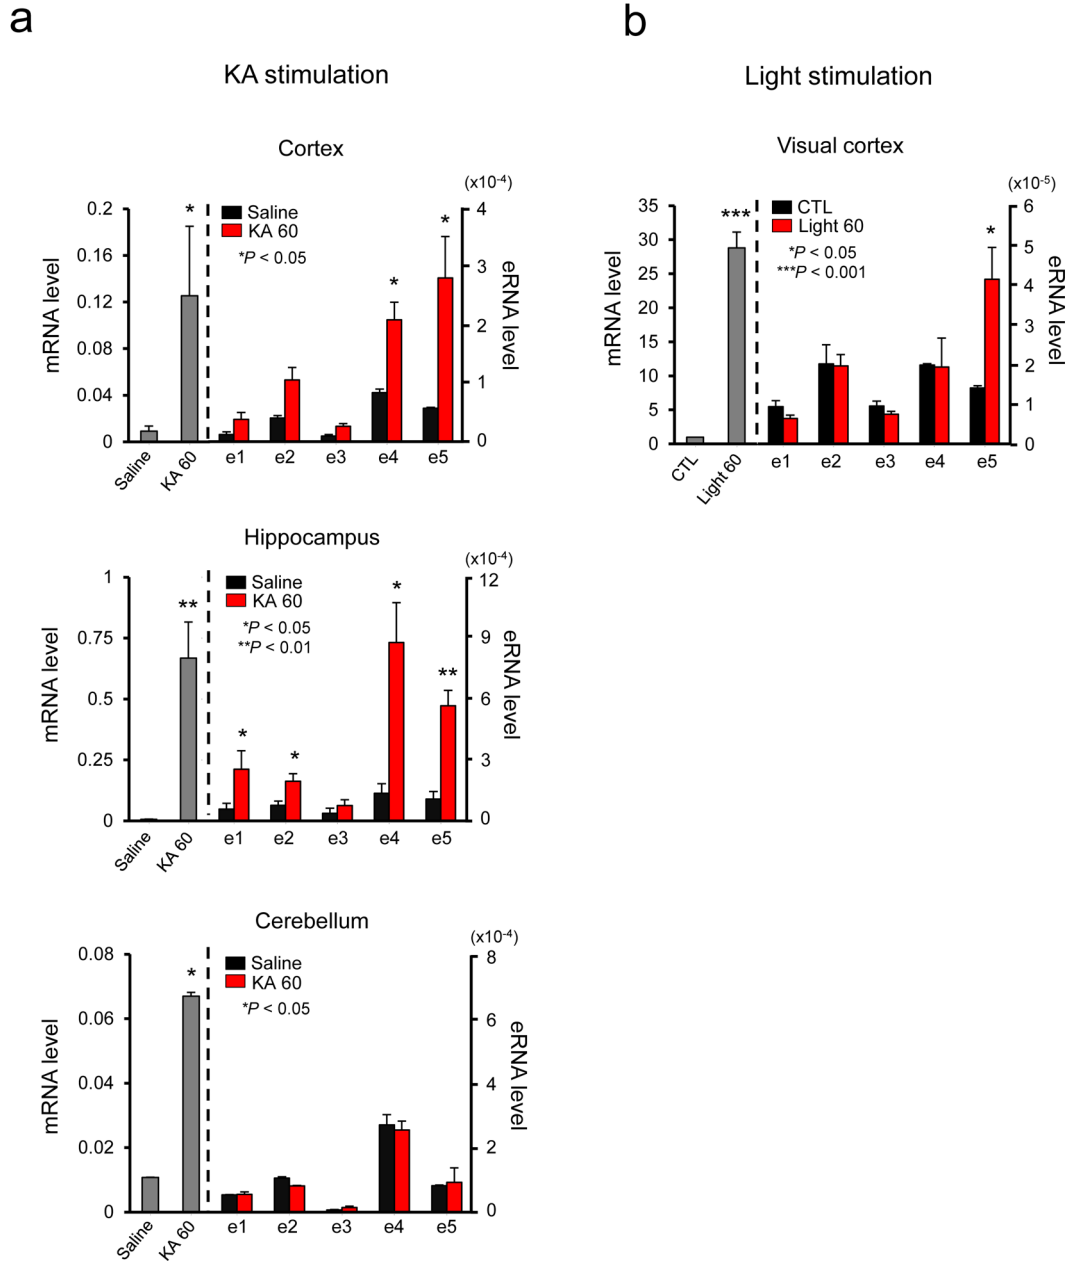 a
KA stimulation
Cortex
(x10-4)
mRNA level
0.2
0.16
0.12
0.08
0.04
0
*
Saline
KA 60
*P < 0.05
*
*
4
3
2
1
0
eRNA level
Saline
KA 60
e1
e2
e3
e4
e5
Hippocampus
(x10-4)
mRNA level
1
0.75
0.5
0.25
0
**
Saline
KA 60
*P < 0.05
**P < 0.01
*
*
*
**
12
9
6
3
0
eRNA level
Saline
KA 60
e1
e2
e3
e4
e5
Cerebellum
(x10-4)
mRNA level
0.08
0.06
0.04
0.02
0
*
Saline
KA 60
*P < 0.05
8
6
4
2
0
eRNA level
Saline
KA 60
e1
e2
e3
e4
e5
b
Light stimulation
Visual cortex
(x10-5)
mRNA level
35
30
25
20
15
10
5
0
***
CTL
Light 60
*P < 0.05
***P < 0.001
*
6
5
4
3
2
1
0
eRNA level
CTL
Light 60
e1
e2
e3
e4
e5